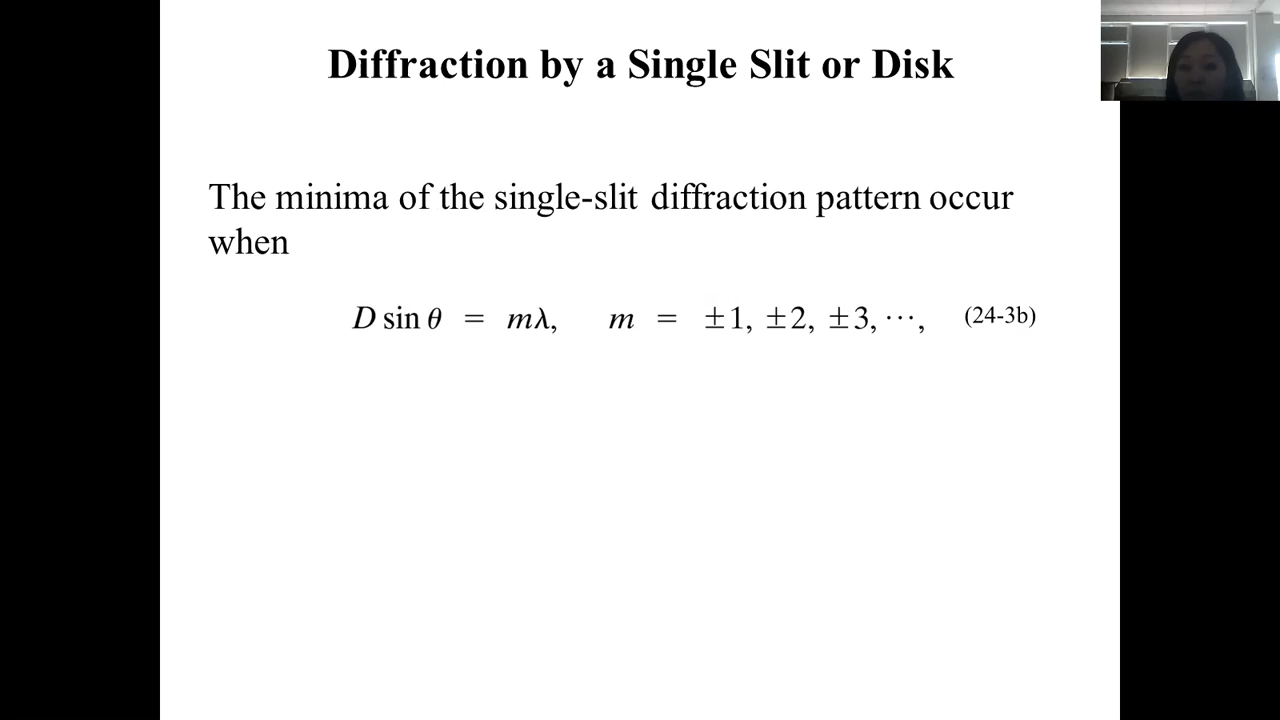 Diffraction by a Single Slit or Disk
The minima of the single-slit diffraction pattern occur
when
D sin θ = mλ, m = ±1, ±2, ±3, ⋯, (24-3b)